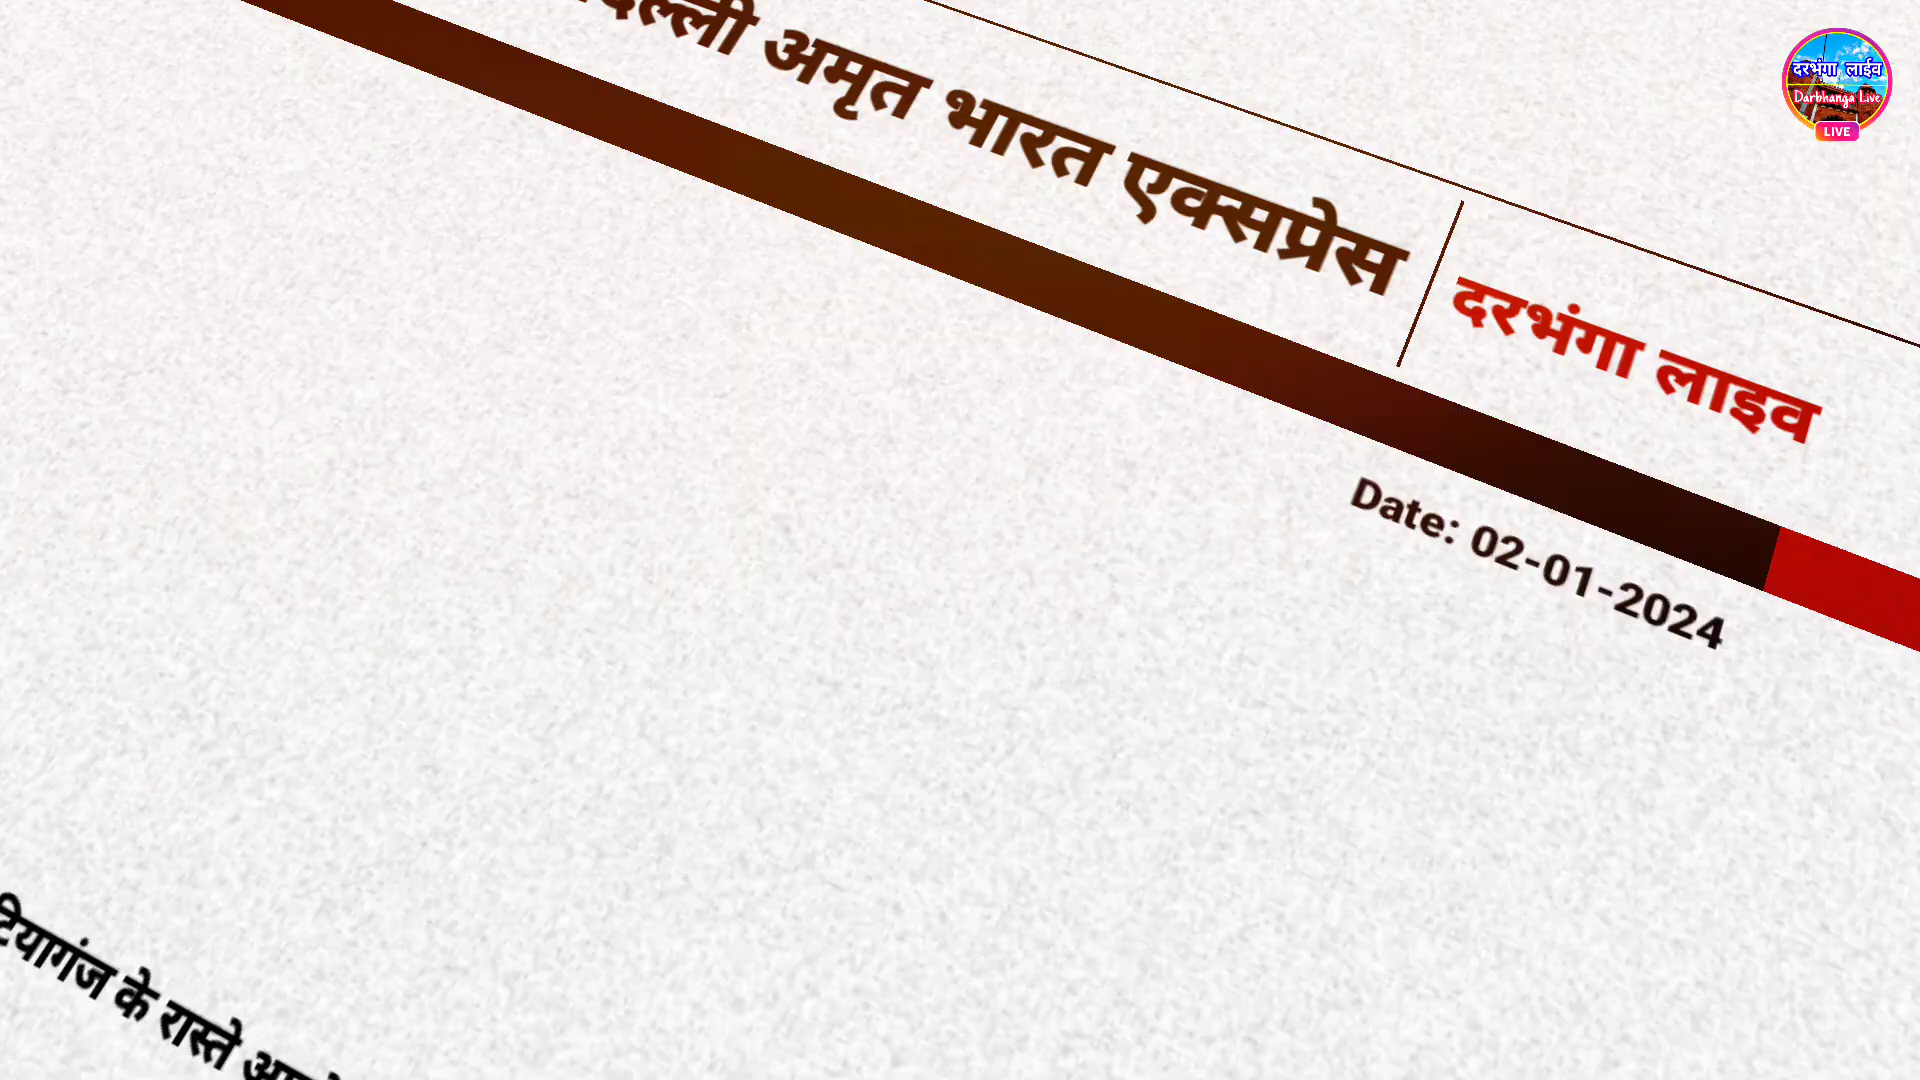 अमृत भारत एक्सप्रेस
दरभंगा लाइव
दरभंगा लाईव
Darbhanga Live
LIVE
Date: 02-01-2024
के रास्ते